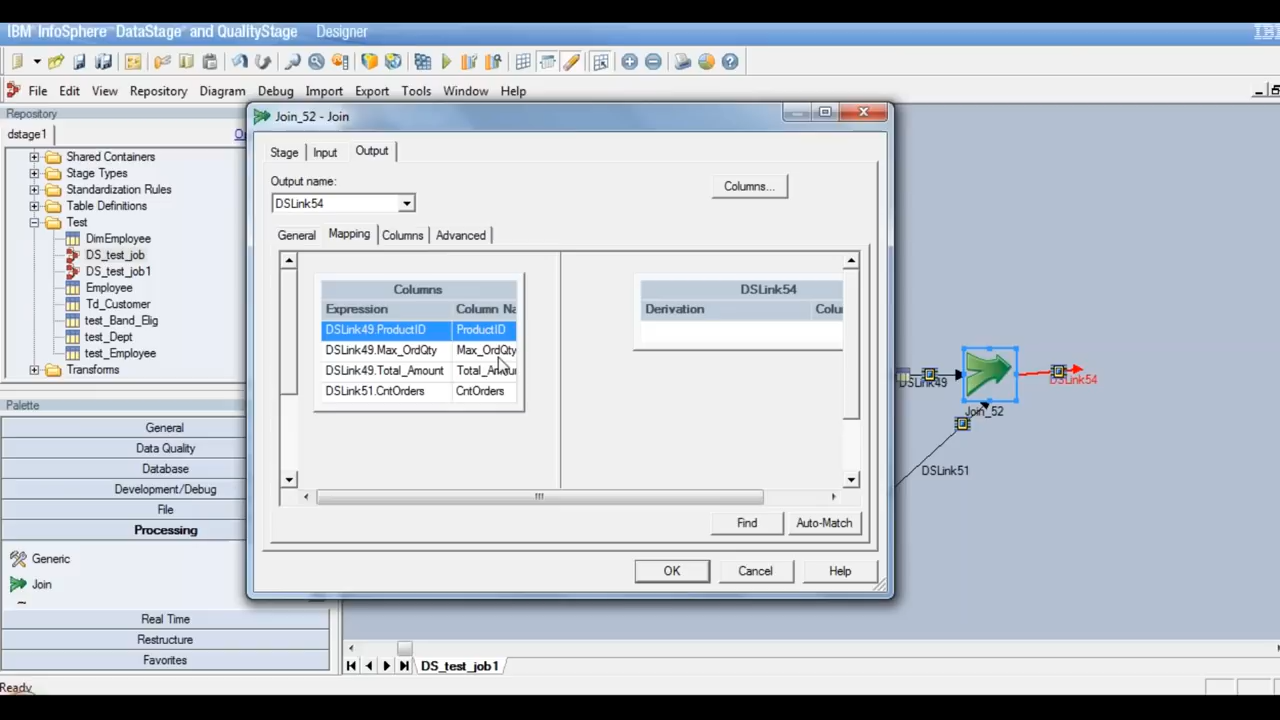 IBM InfoSphere DataStage and QualityStage Designer
File Edit View Repository Diagram Debug Import Export Tools Window Help
Repository
dstage1
Shared Containers
Stage Types
Standardization Rules
Table Definitions
Test
DimEmployee
DS_test_job
DS_test_job1
Employee
Td_Customer
test_Band_Elig
test_Dept
test_Employee
Transforms
Palette
General
Data Quality
Database
Development/Debug
File
Processing
Generic
Join
Real Time
Restructure
Favorites
Ready
Join_52 - Join
Stage Input Output
Output name:
DSLink54
Columns...
General Mapping Columns Advanced
Columns
Expression Column Na
DSLink49.ProductID ProductID
DSLink49.Max_OrdQty Max_OrdQty
DSLink49.Total_Amount Total_Amour
DSLink51.CntOrders CntOrders
DSLink54
Derivation Colu
Find Auto-Match
OK Cancel Help
DSLink49
DSLink54
Join_52
DSLink51
DS_test_job1